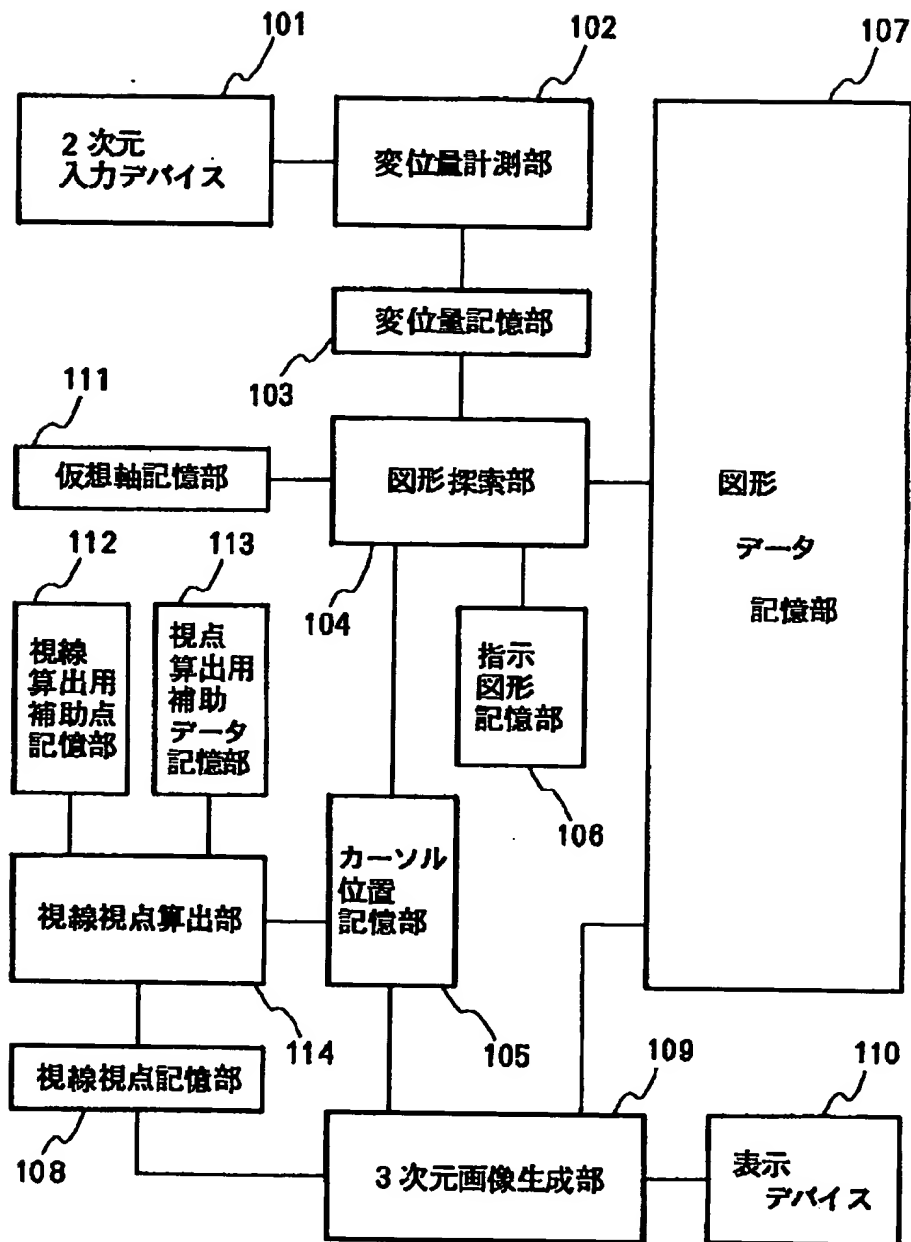 101
102
107
2次元
入力デバイス
変位量計測部
変位量記憶部
103
111
仮想軸記憶部
図形探索部
図形
データ
記憶部
112
113
104
視線
算出用
補助点
記憶部
視点
算出用
補助
データ
記憶部
指示
図形
記憶部
106
カーソル
位置
記憶部
視線視点算出部
114
105
109
110
視線視点記憶部
108
3次元画像生成部
表示
デバイス